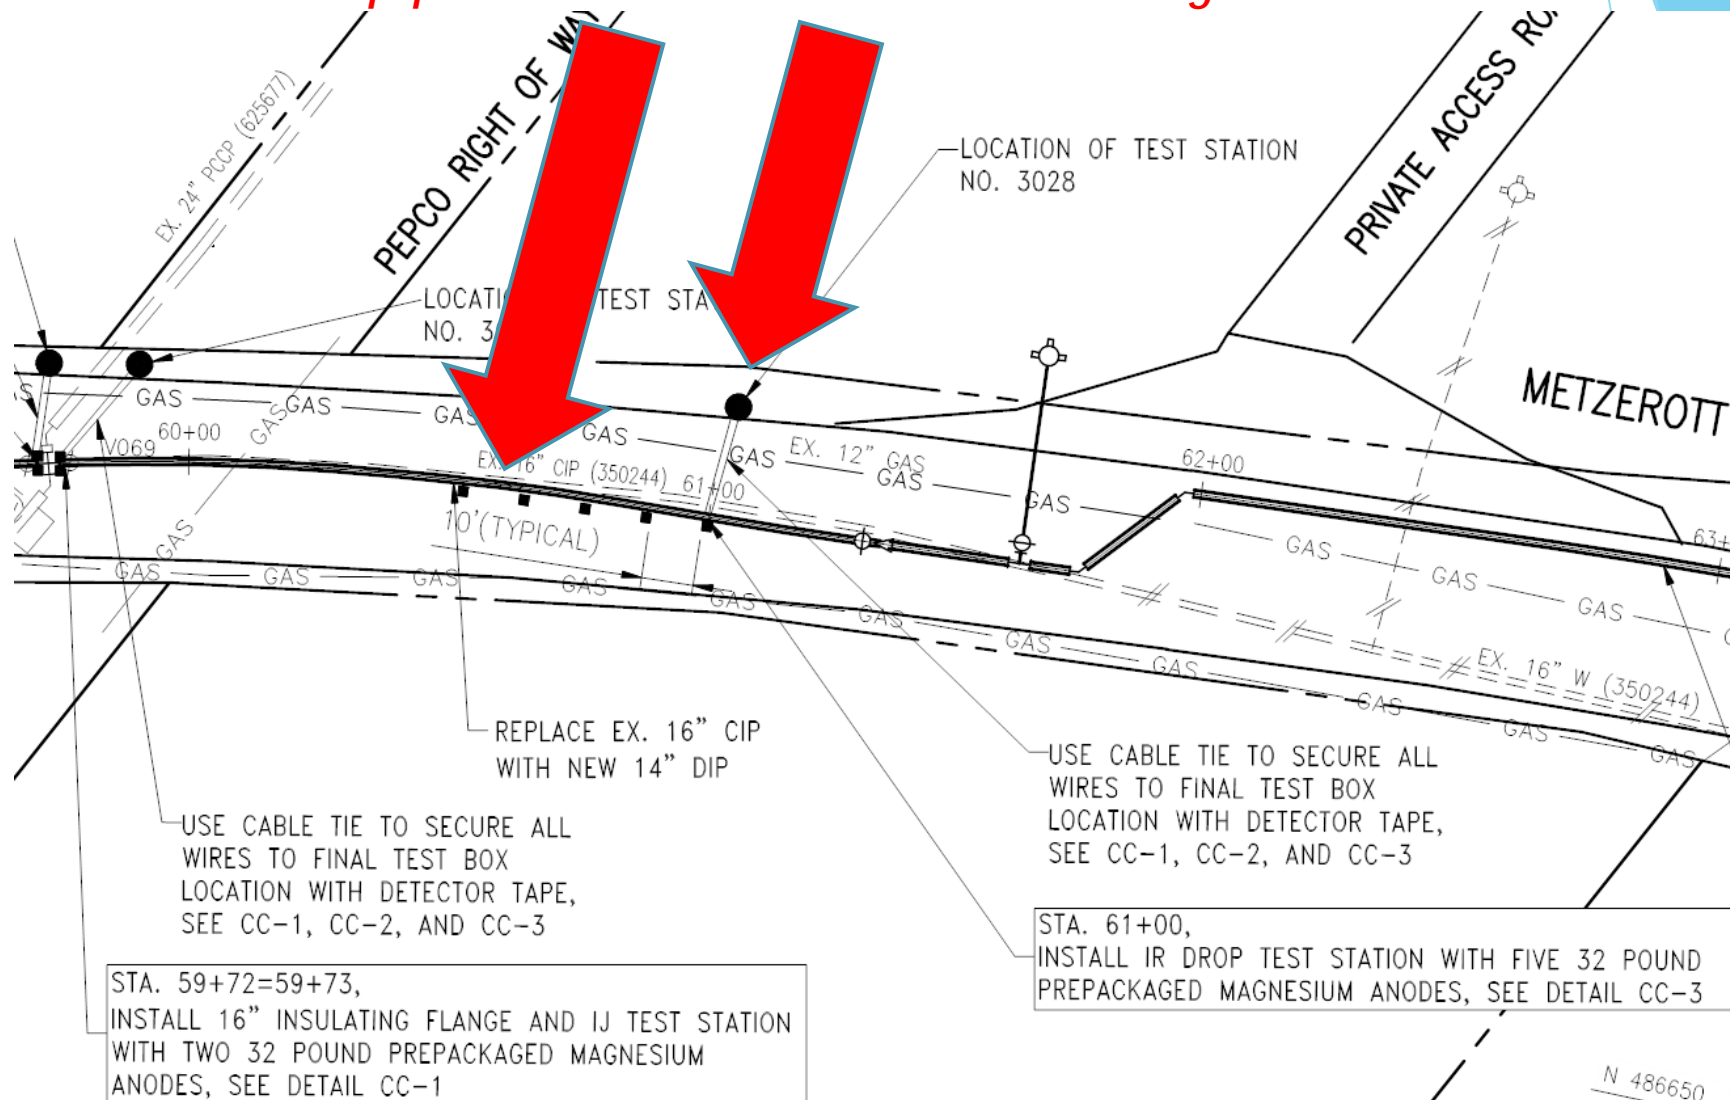 EX. 24" PCCP (625677)
PEPCO RIGHT OF WAY
LOCATION OF TEST STATION
NO. 3028
PRIVATE ACCESS
METZEROTT
TEST
NO.
GAS
GAS
GAS
GAS
GAS
GAS
GAS
GAS
GAS
V069
60+00
EX. 16" CIP (350244)
61+00
EX. 12" GAS
62+00
10'(TYPICAL)
GAS
GAS
GAS
GAS
GAS
GAS
GAS
GAS
GAS
GAS
GAS
GAS
GAS
GAS
EX. 16" W (350244)
REPLACE EX. 16" CIP
WITH NEW 14" DIP
USE CABLE TIE TO SECURE ALL
WIRES TO FINAL TEST BOX
LOCATION WITH DETECTOR TAPE,
SEE CC-1, CC-2, AND CC-3
USE CABLE TIE TO SECURE ALL
WIRES TO FINAL TEST BOX
LOCATION WITH DETECTOR TAPE,
SEE CC-1, CC-2, AND CC-3
STA. 59+72=59+73,
INSTALL 16" INSULATING FLANGE AND IJ TEST STATION
WITH TWO 32 POUND PREPACKAGED MAGNESIUM
ANODES, SEE DETAIL CC-1
STA. 61+00,
INSTALL IR DROP TEST STATION WITH FIVE 32 POUND
PREPACKAGED MAGNESIUM ANODES, SEE DETAIL CC-3
N 486650